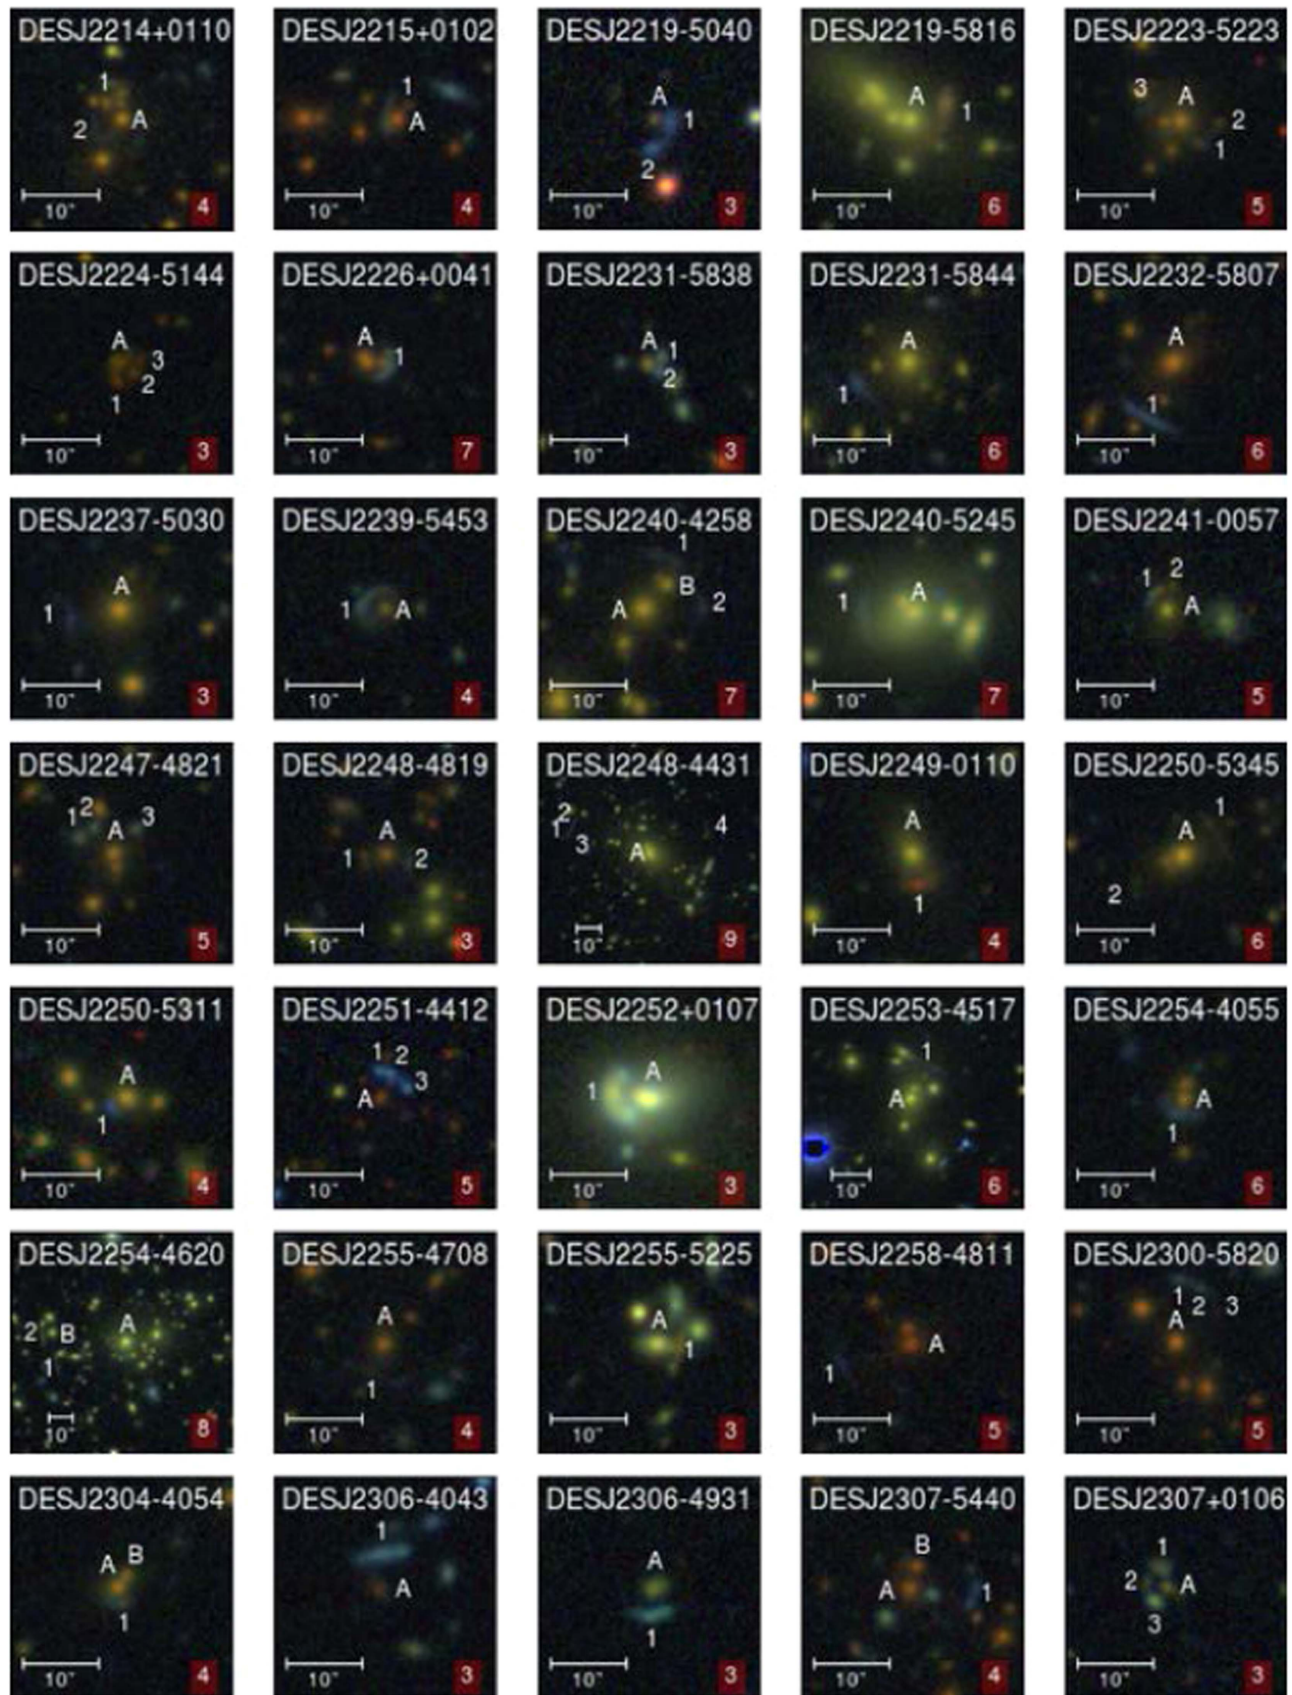 DESJ2214+0110
1
A
2
10"
4
DESJ2215+0102
1
A
10"
4
DESJ2219-5040
A
1
2
10"
3
DESJ2219-5816
A
1
10"
6
DESJ2223-5223
3
A
2
1
10"
5
DESJ2224-5144
A
3
2
1
10"
3
DESJ2226+0041
A
1
10"
7
DESJ2231-5838
A
1
2
10"
3
DESJ2231-5844
A
1
10"
6
DESJ2232-5807
A
1
10"
6
DESJ2237-5030
A
1
10"
3
DESJ2239-5453
1
A
10"
4
DESJ2240-4258
1
B
A
2
10"
7
DESJ2240-5245
A
1
10"
7
DESJ2241-0057
2
1
A
10"
5
DESJ2247-4821
2
1
3
A
10"
5
DESJ2248-4819
A
1
2
10"
3
DESJ2248-4431
2
1
4
3
A
10"
9
DESJ2249-0110
A
1
10"
4
DESJ2250-5345
1
A
2
10"
6
DESJ2250-5311
A
1
10"
4
DESJ2251-4412
1
2
3
A
10"
5
DESJ2252+0107
A
1
10"
3
DESJ2253-4517
1
A
10"
6
DESJ2254-4055
A
1
10"
6
DESJ2254-4620
A
2
B
1
10"
8
DESJ2255-4708
A
1
10"
4
DESJ2255-5225
A
1
10"
3
DESJ2258-4811
A
1
10"
5
DESJ2300-5820
1
2
3
A
10"
5
DESJ2304-4054
B
A
1
10"
4
DESJ2306-4043
1
A
10"
3
DESJ2306-4931
A
1
10"
3
DESJ2307-5440
B
A
1
10"
4
DESJ2307+0106
1
2
A
3
10"
3